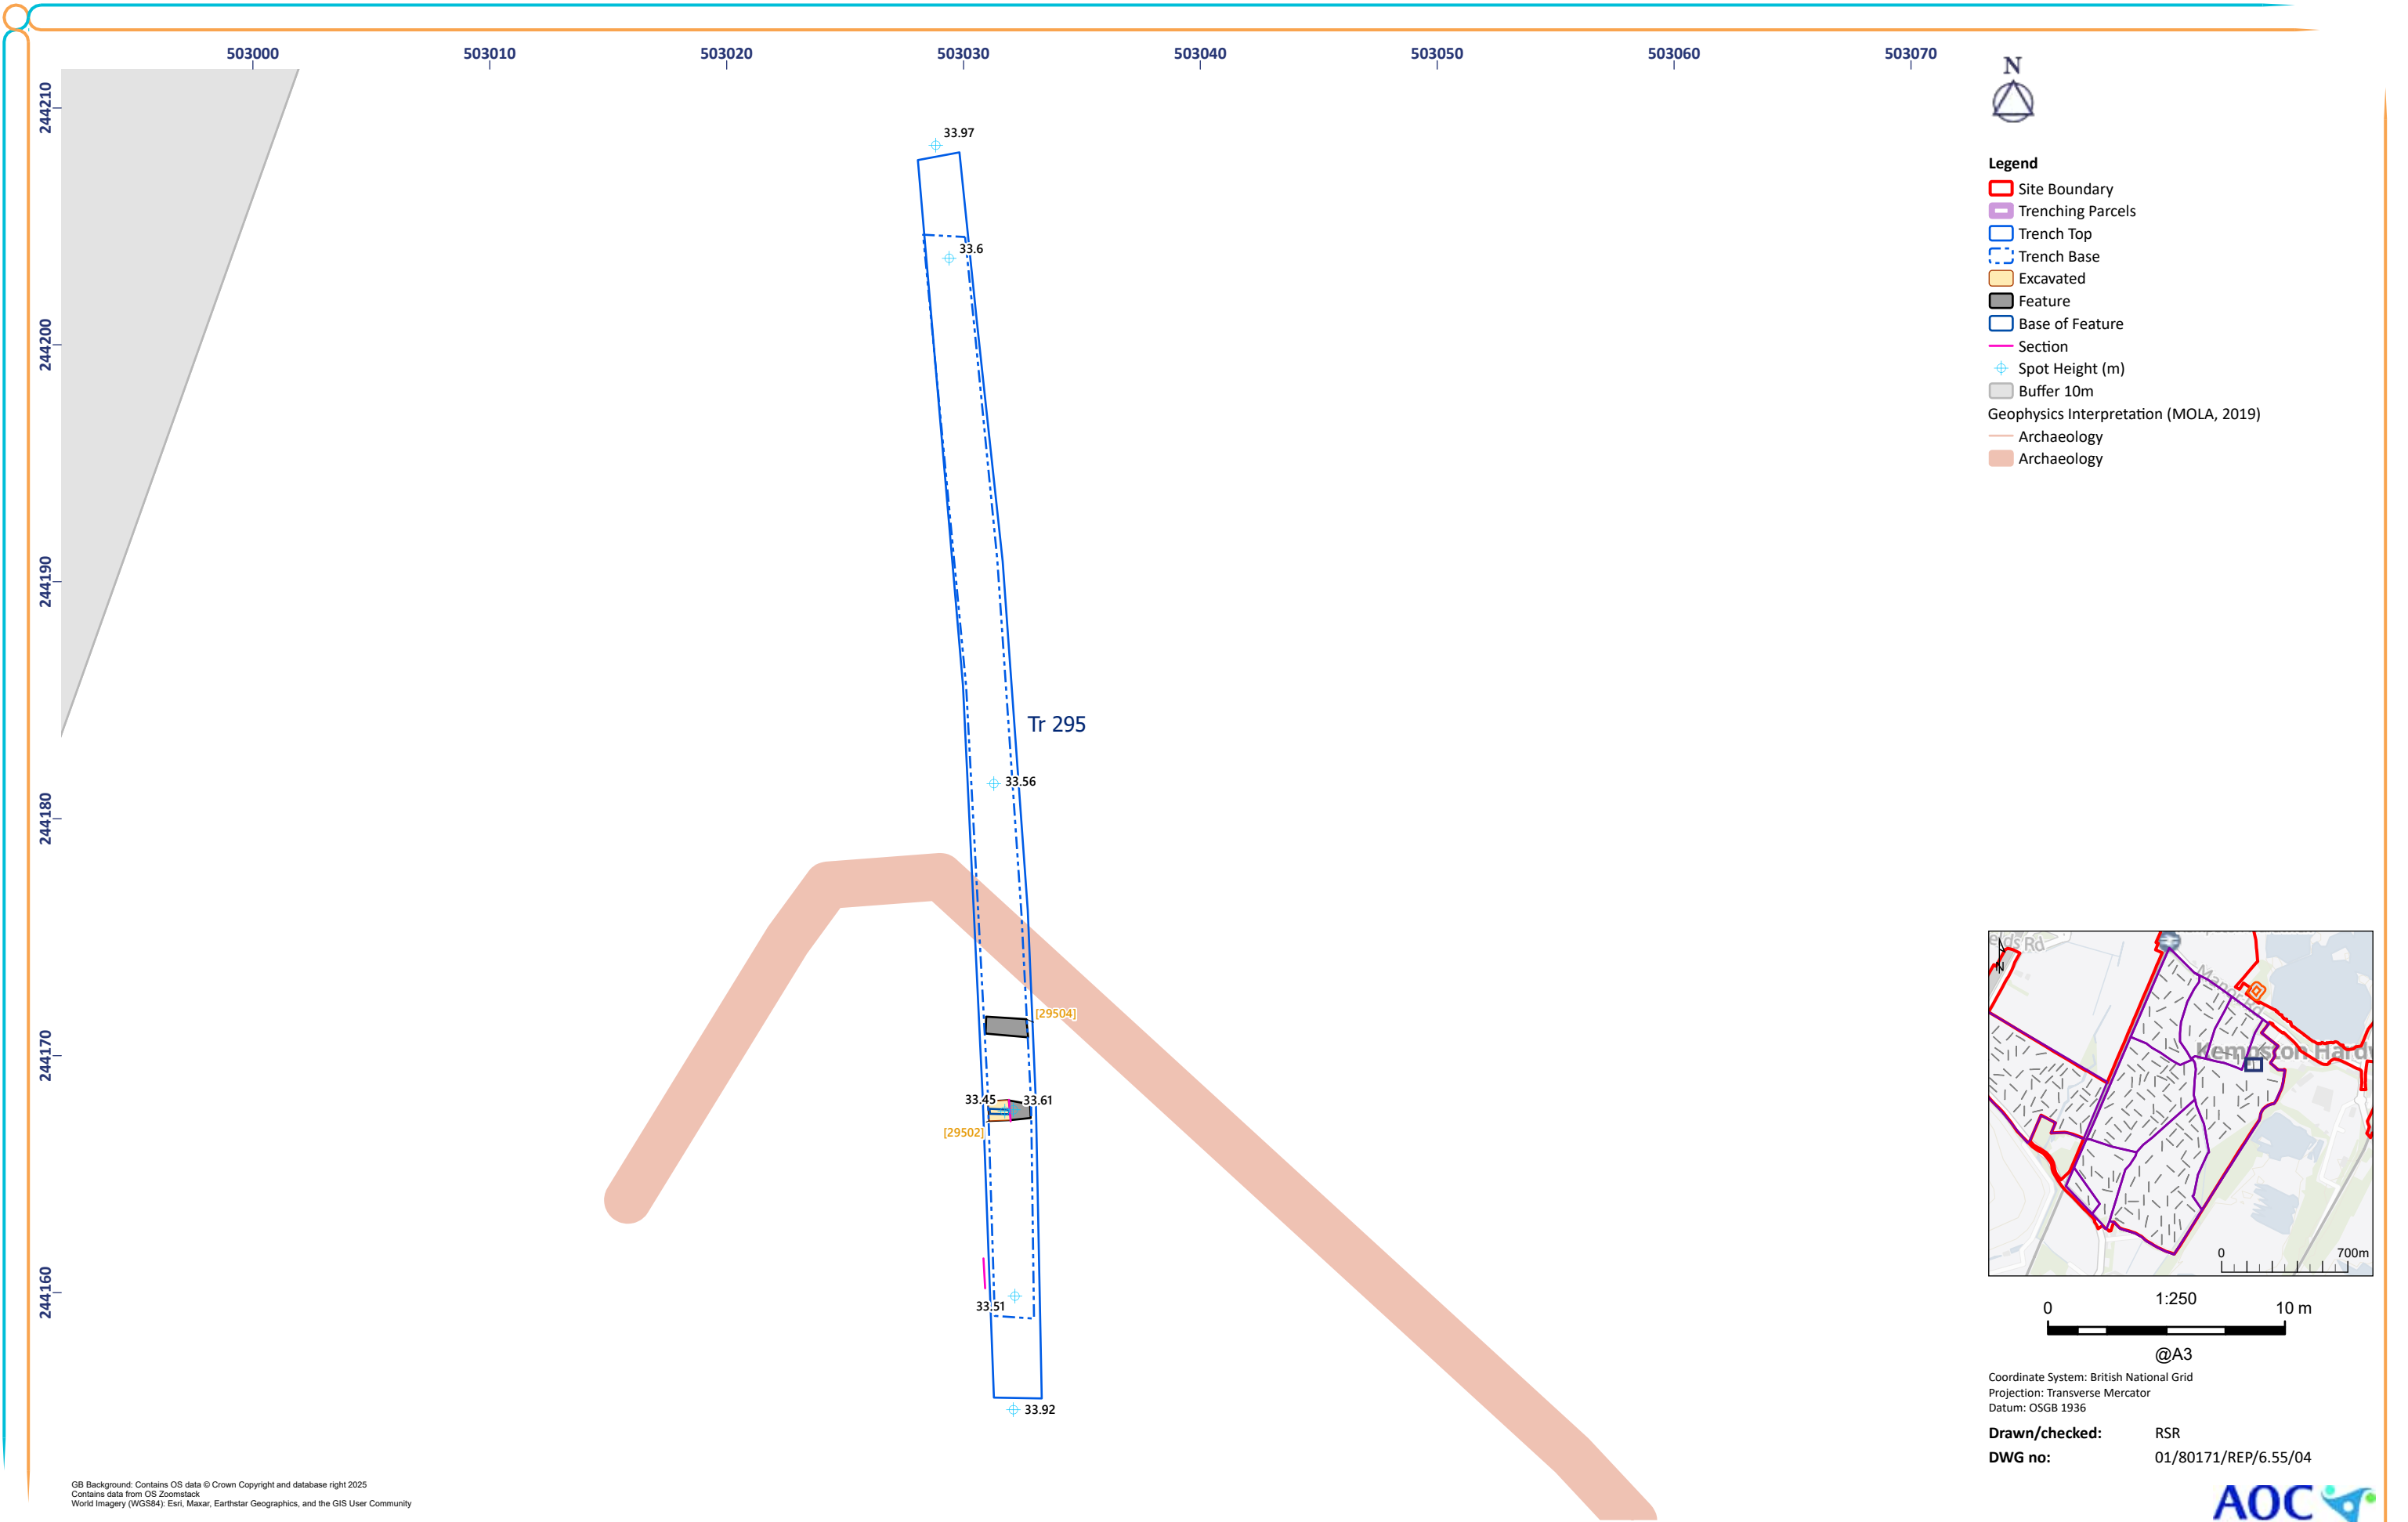 503000 503010 503020 503030 503040 503050 503060 503070
244210
244200
244190
244180
244170
244160
33.97
33.6
Tr 295
33.56
[29504]
33.45 33.61
[29502]
33.51
33.92
N
Legend
Site Boundary
Trenching Parcels
Trench Top
Trench Base
Excavated
Feature
Base of Feature
Section
Spot Height (m)
Buffer 10m
Geophysics Interpretation (MOLA, 2019)
Archaeology
Archaeology
elds Rd
N
Manor Rd
Kempston Hardw
0 700m
1:250
0 10 m
@A3
Coordinate System: British National Grid
Projection: Transverse Mercator
Datum: OSGB 1936
Drawn/checked: RSR
DWG no: 01/80171/REP/6.55/04
AOC
GB Background: Contains OS data © Crown Copyright and database right 2025
Contains data from OS Zoomstack
World Imagery (WGS84): Esri, Maxar, Earthstar Geographics, and the GIS User Community